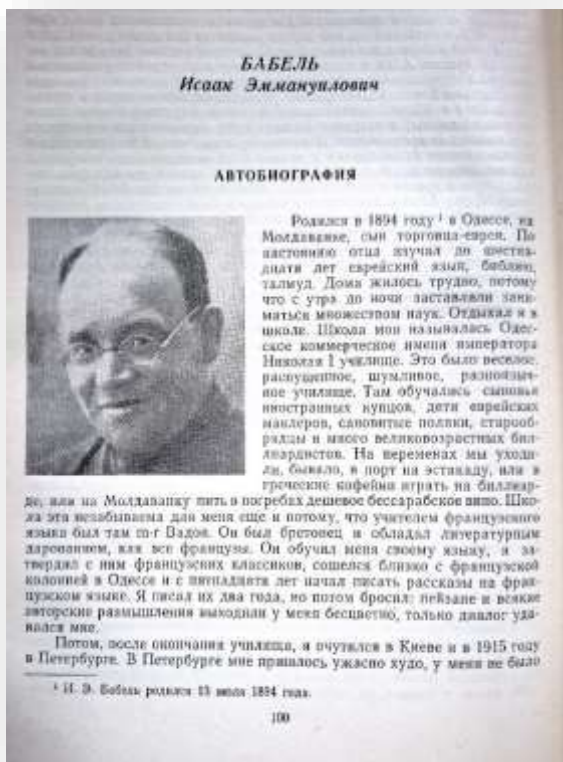 БАБЕЛЬ
Исаак Эммануилович
АВТОБИОГРАФИЯ
Родился в 1894 году ¹ в Одессе, на
Молдаванке, сын торговца-еврея. По
настоянию отца изучал до шестна-
дцати лет еврейский язык, библию,
талмуд. Дома жилось трудно, потому
что с утра до ночи заставляли зани-
маться множеством наук. Отдыхал я в
школе. Школа моя называлась Одес-
ское коммерческое имени императора
Николая I училище. Это было веселое,
распущенное, шумливое, разноязыч-
ное училище. Там обучались сыновья
иностранных купцов, дети еврейских
маклеров, сановитые поляки, старооб-
рядцы и много великовозрастных бил-
лиардистов. На переменах мы уходи-
ли, бывало, в порт на эстакаду, или в
греческие кофейни играть на биллиар-
де, или на Молдаванку пить в погребах дешевое бессарабское вино. Шко-
ла эта незабываема для меня еще и потому, что учителем французского
языка был там m-r Вадон. Он был бретонец и обладал литературным
дарованием, как все французы. Он обучил меня своему языку, я за-
твердил с ним французских классиков, сошелся близко с французской
колонией в Одессе и с пятнадцати лет начал писать рассказы на фран-
цузском языке. Я писал их два года, но потом бросил: пейзане и всякие
авторские размышления выходили у меня бесцветно, только диалог уда-
вался мне.
Потом, после окончания училища, я очутился в Киеве и в 1915 году
в Петербурге. В Петербурге мне пришлось ужасно худо, у меня не было
¹ И. Э. Бабель родился 13 июля 1894 года.
100